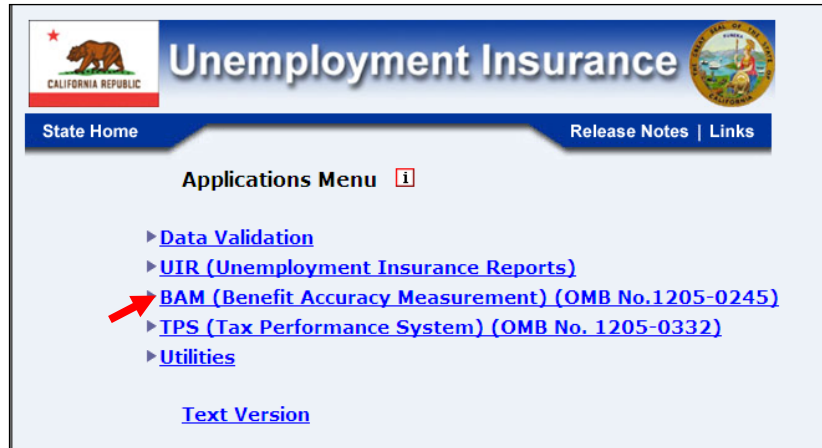 CALIFORNIA REPUBLIC
Unemployment Insurance
State Home
Release Notes | Links
Applications Menu i
Data Validation
UIR (Unemployment Insurance Reports)
BAM (Benefit Accuracy Measurement) (OMB No.1205-0245)
TPS (Tax Performance System) (OMB No. 1205-0332)
Utilities
Text Version